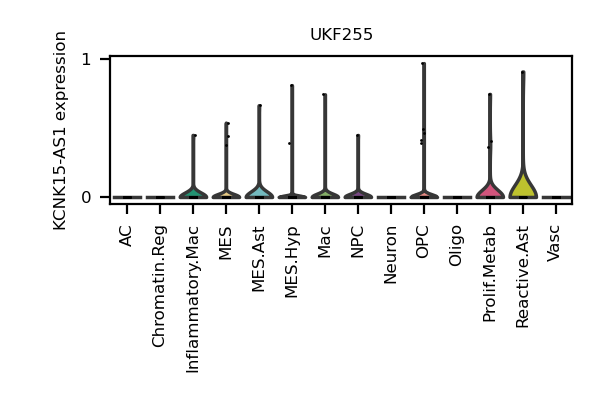 UKF255
KCNK15-AS1 expression
1
0
AC
Chromatin.Reg
Inflammatory.Mac
MES
MES.Ast
MES.Hyp
Mac
NPC
Neuron
OPC
Oligo
Prolif.Metab
Reactive.Ast
Vasc